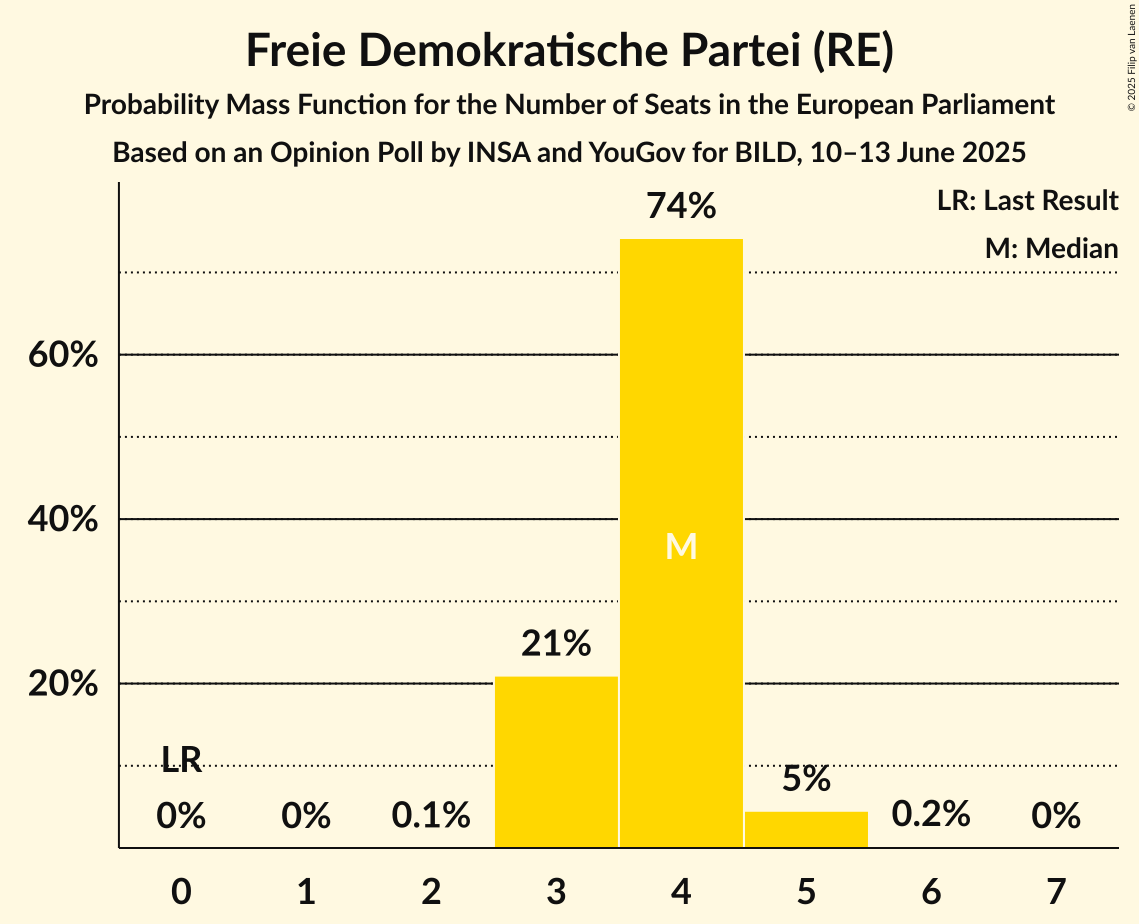 Freie Demokratische Partei (RE)
Probability Mass Function for the Number of Seats in the European Parliament
Based on an Opinion Poll by INSA and YouGov for BILD, 10–13 June 2025
© 2025 Filip van Laenen
LR: Last Result
M: Median
74%
60%
40%
M
21%
20%
LR
5%
0% 0% 0.1% 0.2% 0%
0 1 2 3 4 5 6 7